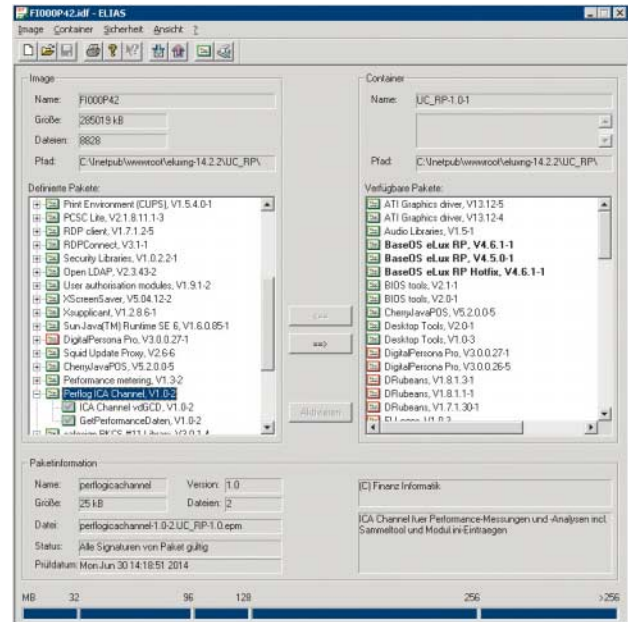 FI000P42.idf - ELIAS
Image Container Sicherheit Ansicht ?
Image
Name: FI000P42
Größe: 285019 kB
Dateien: 8828
Pfad: C:\Inetpub\wwwroot\eluxng-14.2.2\UC_RP\
Definierte Pakete:
Print Environment (CUPS), V1.5.4.0-1
PCSC Lite, V2.1.8.11.1-3
RDP client, V1.7.1.2-5
RDPConnect, V3.1-1
Security Libraries, V1.0.2.2-1
Open LDAP, V2.3.43-2
User authorisation modules, V1.9.1-2
XScreenSaver, V5.04.12-2
Xsupplicant, V1.2.8.6-1
Sun-Java(TM) Runtime SE 6, V1.6.0.85-1
DigitalPersona Pro, V3.0.0.27-1
Squid Update Proxy, V2.6-6
CherryJavaPOS, V5.2.0.0-5
Performance metering, V1.3-2
Perflog ICA Channel, V1.0-2
ICA Channel vdGCD, V1.0-2
GetPerformanceDaten, V1.0-2
<==
==>
Aktivieren
Container
Name: UC_RP-1.0-1
Pfad: C:\Inetpub\wwwroot\eluxng-14.2.2\UC_RP\
Verfügbare Pakete:
ATI Graphics driver, V13.12-5
ATI Graphics driver, V13.12-4
Audio Libraries, V1.5-1
BaseOS eLux RP, V4.6.1-1
BaseOS eLux RP, V4.5.0-1
BaseOS eLux RP Hotfix, V4.6.1-1
BIOS tools, V2.1-1
BIOS tools, V2.0-1
CherryJavaPOS, V5.2.0.0-5
Desktop Tools, V2.0-1
Desktop Tools, V1.0-3
DigitalPersona Pro, V3.0.0.27-1
DigitalPersona Pro, V3.0.0.26-5
DRubeans, V1.8.1.3-1
DRubeans, V1.8.1.1-1
DRubeans, V1.7.1.30-1
Paketinformation
Name: perflogicachannel Version: 1.0
Größe: 25 kB Dateien: 2
Datei: perflogicachannel-1.0-2.UC_RP-1.0.epm
Status: Alle Signaturen von Paket gültig
Prüfdatum: Mon Jun 30 14:18:51 2014
(C) Finanz Informatik
ICA Channel fuer Performance-Messungen und -Analysen incl.
Sammeltool und Modul ini-Eintraegen
MB 32 96 128 256 >256